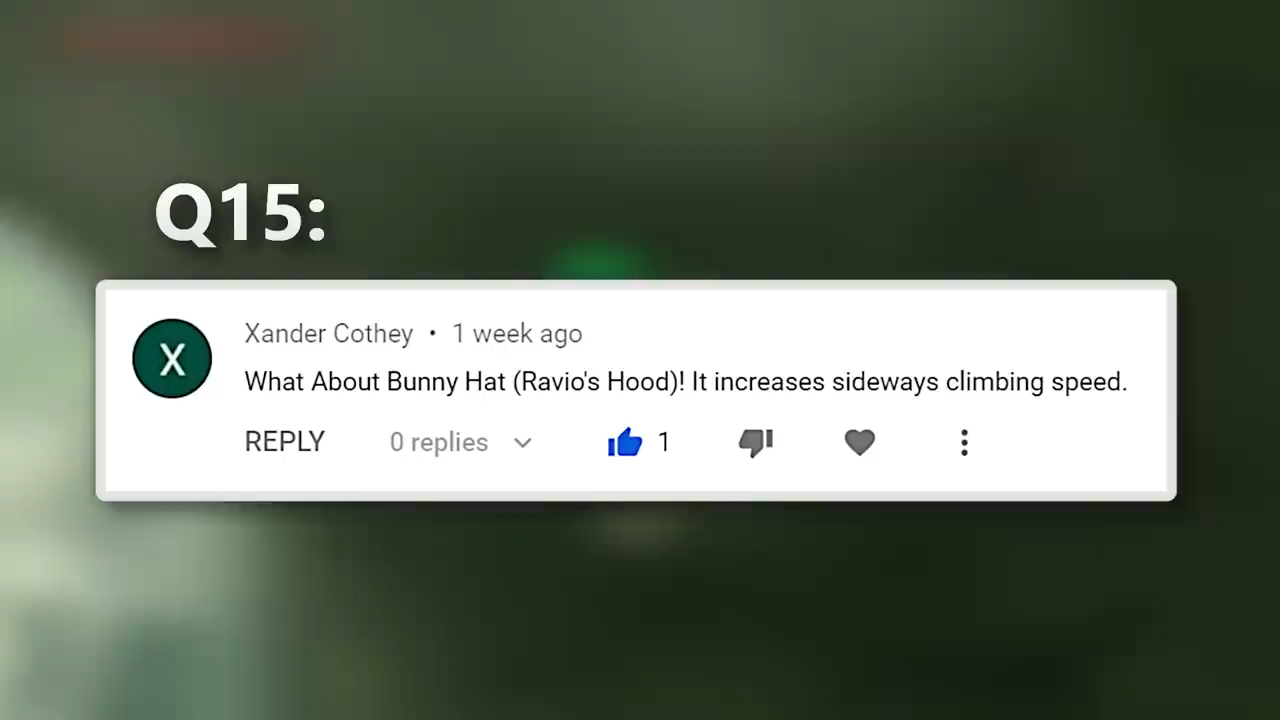 Q15:
X
Xander Cothey • 1 week ago
What About Bunny Hat (Ravio's Hood)! It increases sideways climbing speed.
REPLY 0 replies 1